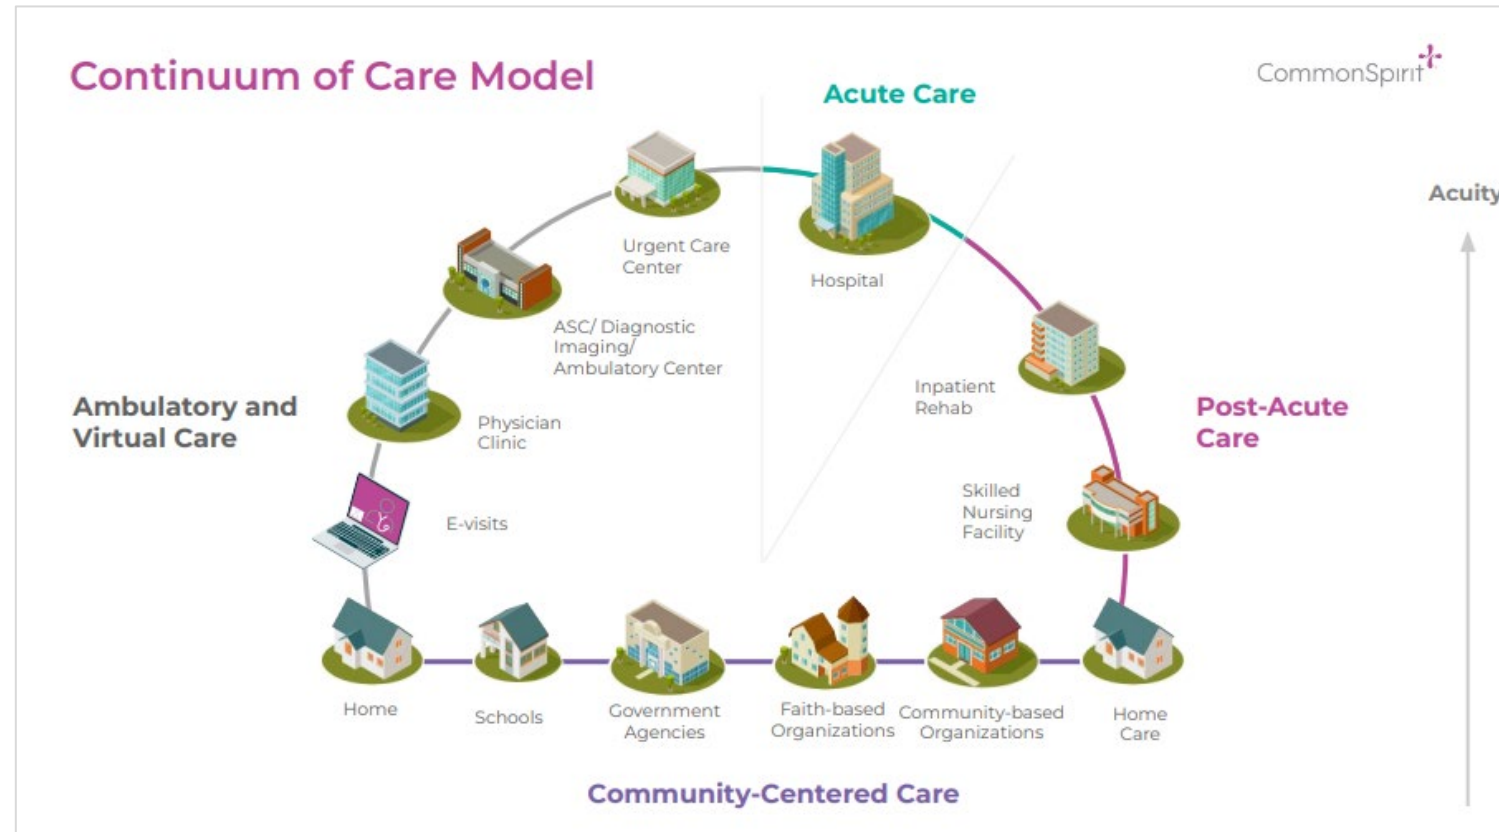 Continuum of Care Model
CommonSpirit
Acute Care
Acuity
Urgent Care
Center
Hospital
ASC/ Diagnostic
Imaging/
Ambulatory Center
Inpatient
Rehab
Ambulatory and
Virtual Care
Post-Acute
Care
Physician
Clinic
Skilled
Nursing
Facility
E-visits
Home
Schools
Government
Agencies
Faith-based
Organizations
Community-based
Organizations
Home
Care
Community-Centered Care